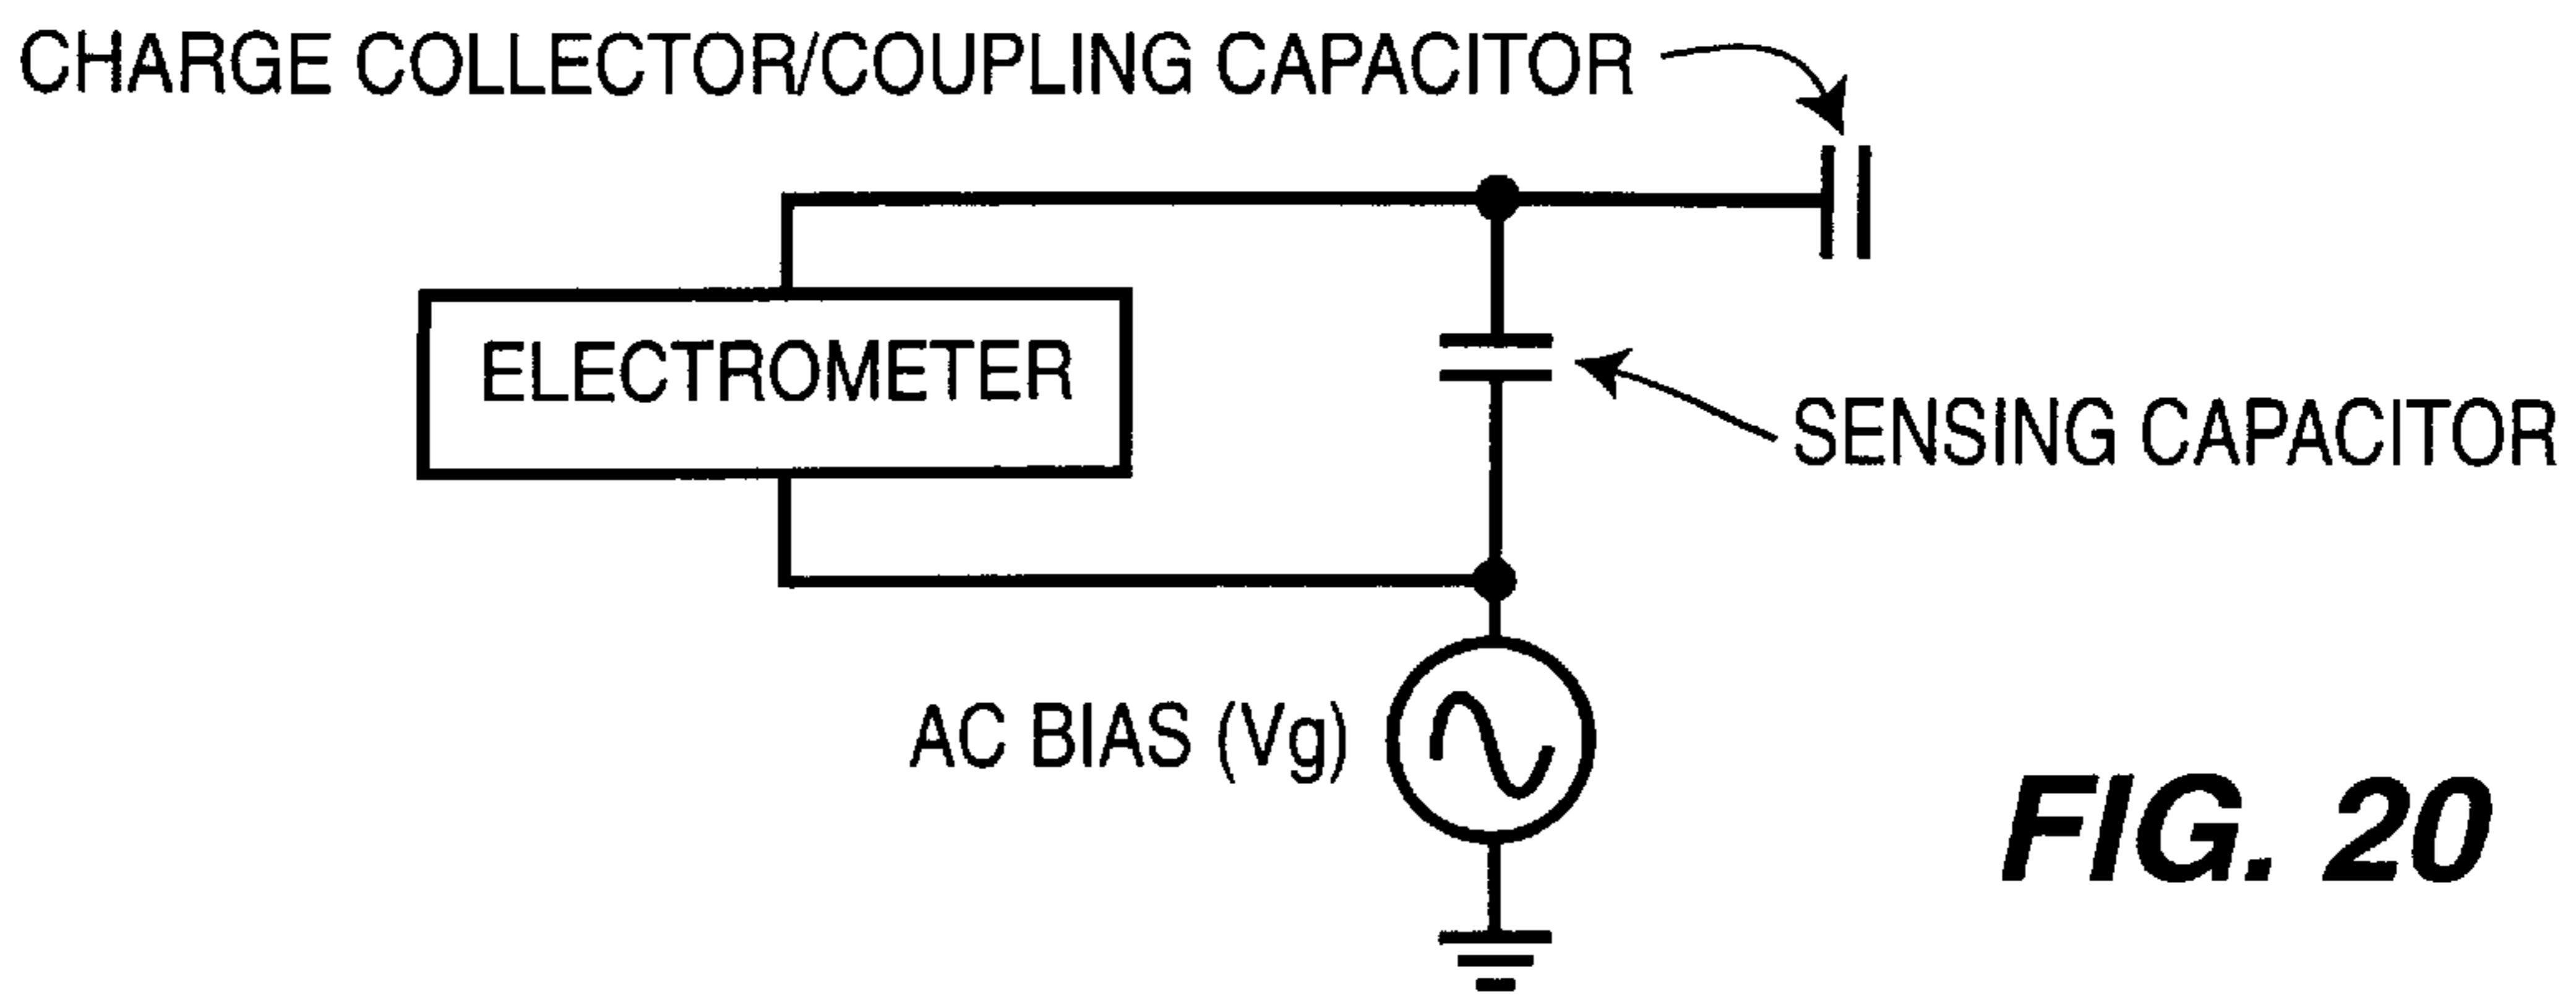 CHARGE COLLECTOR/COUPLING CAPACITOR
ELECTROMETER
SENSING CAPACITOR
AC BIAS (Vg)
FIG. 20